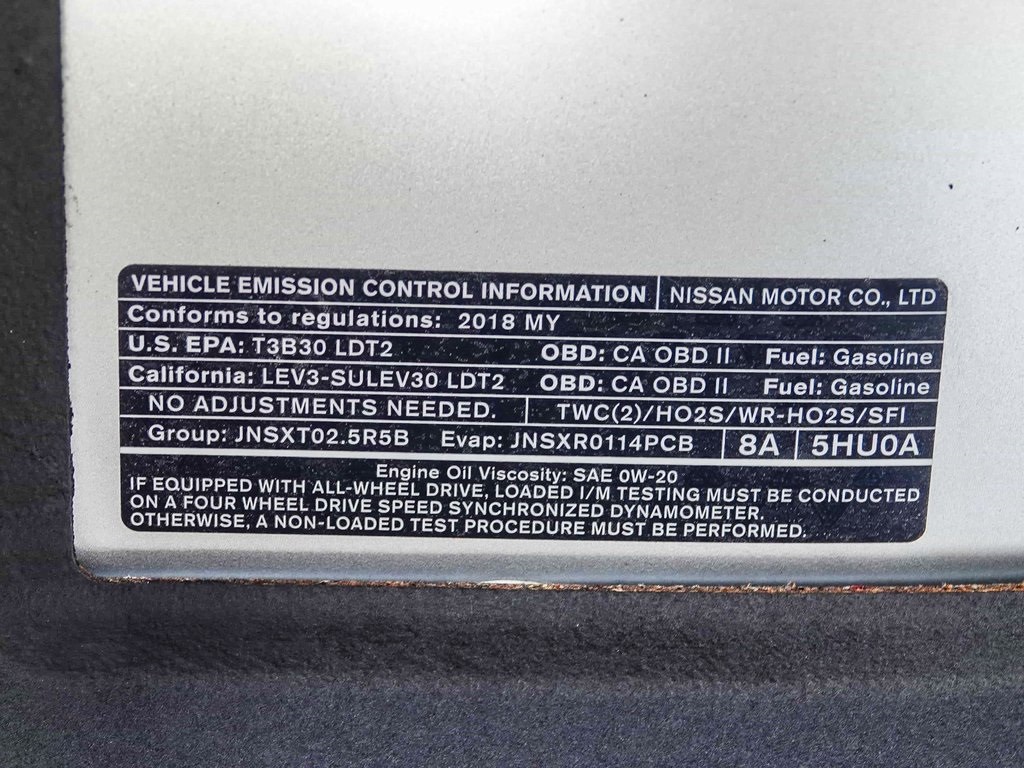 VEHICLE EMISSION CONTROL INFORMATION NISSAN MOTOR CO., LTD
Conforms to regulations: 2018 MY
U.S. EPA: T3B30 LDT2 OBD: CA OBD II Fuel: Gasoline
California: LEV3-SULEV30 LDT2 OBD: CA OBD II Fuel: Gasoline
NO ADJUSTMENTS NEEDED. TWC(2)/HO2S/WR-HO2S/SFI
Group: JNSXT02.5R5B Evap: JNSXR0114PCB 8A 5HU0A
Engine Oil Viscosity: SAE 0W-20
IF EQUIPPED WITH ALL-WHEEL DRIVE, LOADED I/M TESTING MUST BE CONDUCTED
ON A FOUR WHEEL DRIVE SPEED SYNCHRONIZED DYNAMOMETER.
OTHERWISE, A NON-LOADED TEST PROCEDURE MUST BE PERFORMED.